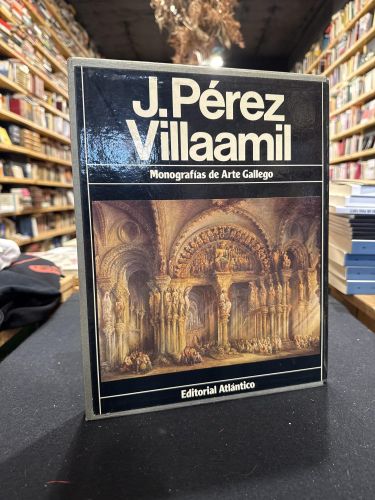 J. Pérez
Villaamil
Monografías de Arte Gallego
Editorial Atlántico